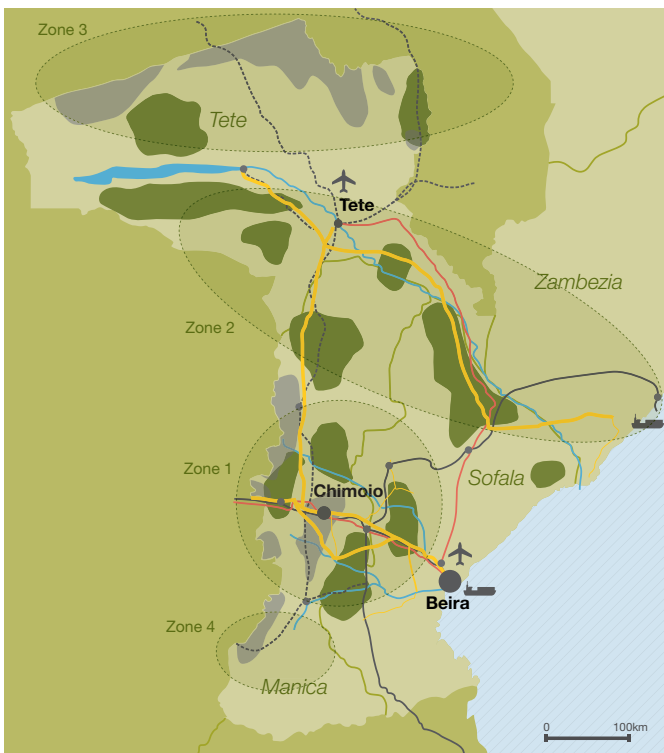 Zone 3
Tete
Tete
Zambezia
Zone 2
Zone 1
Sofala
Chimoio
Beira
Zone 4
Manica
0 100km